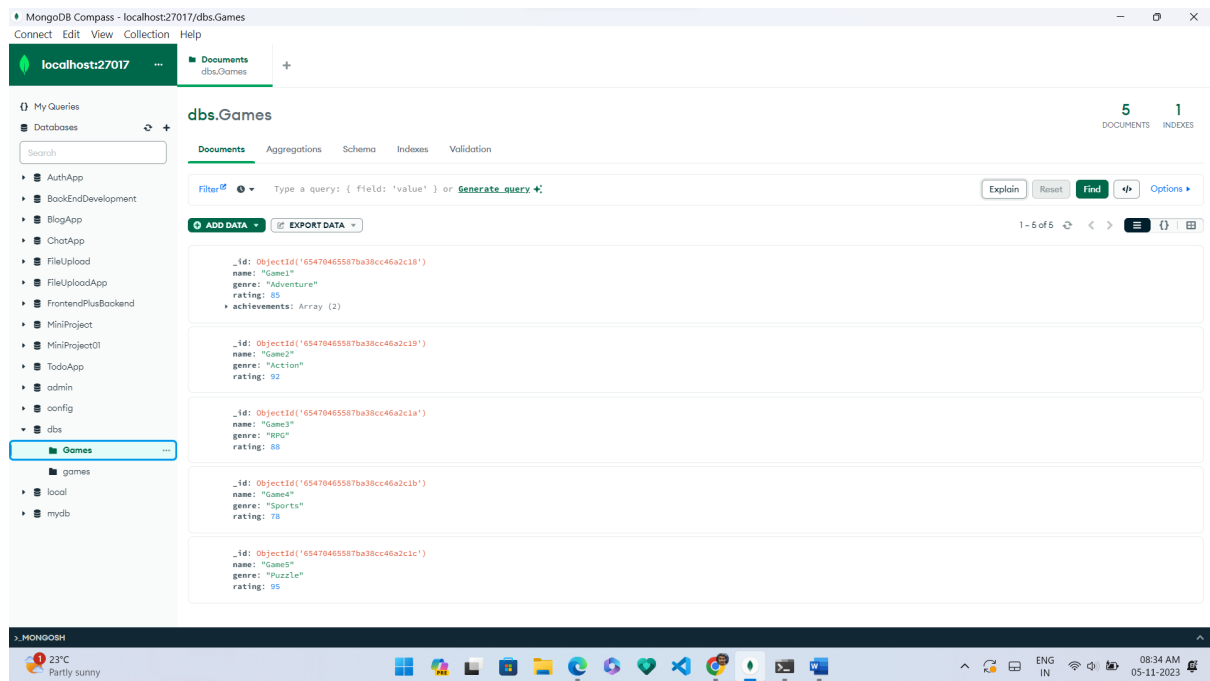 MongoDB Compass - localhost:27017/dbs.Games
Connect Edit View Collection Help
localhost:27017 ...
Documents
dbs.Games
+
{} My Queries
Databases
Search
AuthApp
BackEndDevelopment
BlogApp
ChatApp
FileUpload
FileUploadApp
FrontendPlusBackend
MiniProject
MiniProject01
TodoApp
admin
config
dbs
Games ...
games
local
mydb
dbs.Games
5
DOCUMENTS
1
INDEXES
Documents Aggregations Schema Indexes Validation
Filter Type a query: { field: 'value' } or Generate query
Explain Reset Find </> Options
ADD DATA EXPORT DATA
1 – 5 of 5 {}
_id: ObjectId('65470465587ba38cc46a2c18')
name: "Game1"
genre: "Adventure"
rating: 85
achievements: Array (2)
_id: ObjectId('65470465587ba38cc46a2c19')
name: "Game2"
genre: "Action"
rating: 92
_id: ObjectId('65470465587ba38cc46a2c1a')
name: "Game3"
genre: "RPG"
rating: 88
_id: ObjectId('65470465587ba38cc46a2c1b')
name: "Game4"
genre: "Sports"
rating: 78
_id: ObjectId('65470465587ba38cc46a2c1c')
name: "Game5"
genre: "Puzzle"
rating: 95
>_MONGOSH
1
23°C
Partly sunny
PRE
ENG
IN
08:34 AM
05-11-2023